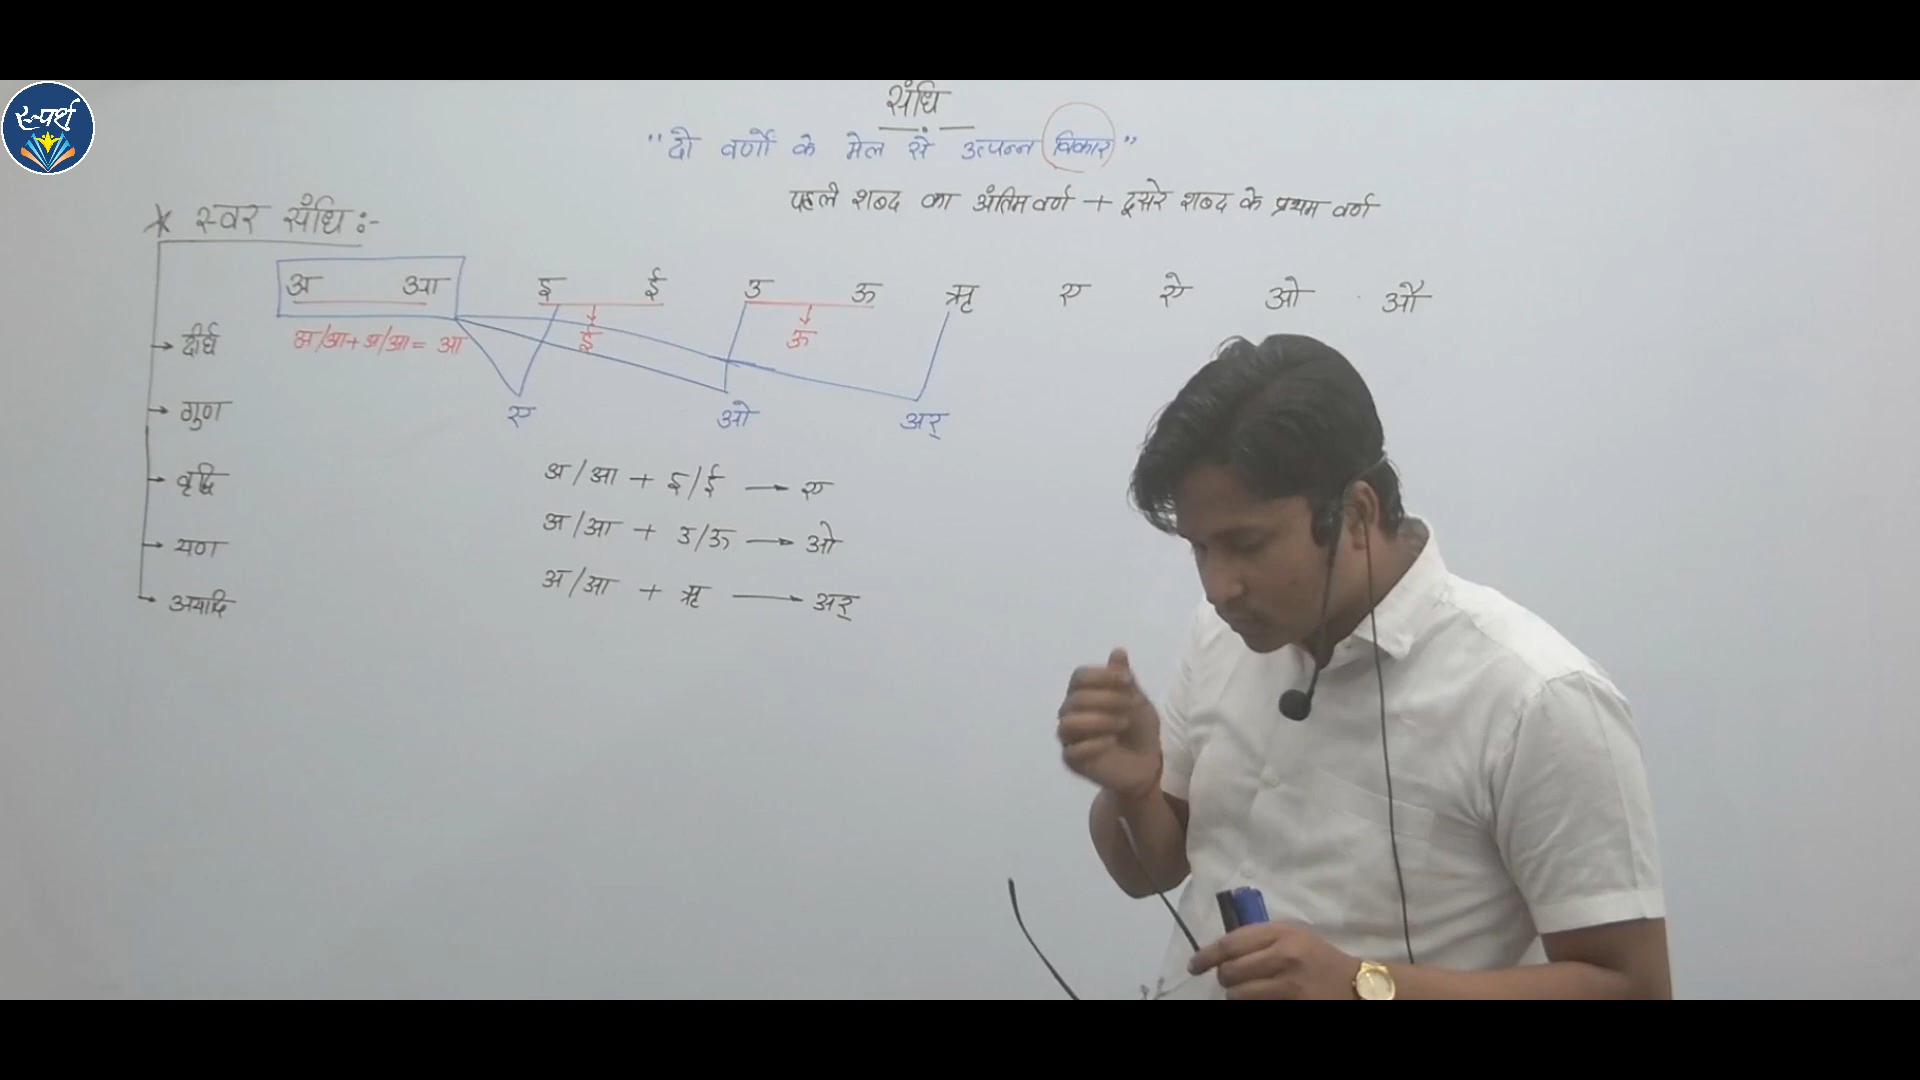 स्पर्श
संधि
"दो वर्णो के मेल से उत्पन्न विकार"
पहले शब्द का अंतिम वर्ण + दूसरे शब्द के प्रथम वर्ण
* स्वर संधि :-
अ आ इ ई उ ऊ ऋ ए ऐ ओ औ
→ दीर्घ अ/आ + अ/आ = आ ↓ ई ↓ ऊ
→ गुण ए ओ अर्
→ वृद्धि अ/आ + इ/ई → ए
अ/आ + उ/ऊ → ओ
→ यण
अ/आ + ऋ → अर्
→ अयादि